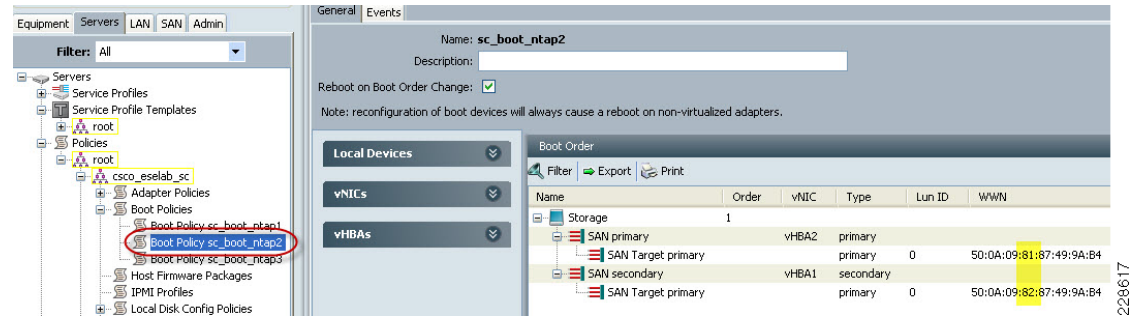 Equipment Servers LAN SAN Admin
Filter: All
Servers
Service Profiles
Service Profile Templates
root
Policies
root
csco_eselab_sc
Adapter Policies
Boot Policies
Boot Policy sc_boot_ntap1
Boot Policy sc_boot_ntap2
Boot Policy sc_boot_ntap3
Host Firmware Packages
IPMI Profiles
Local Disk Config Policies
General Events
Name: sc_boot_ntap2
Description:
Reboot on Boot Order Change:
Note: reconfiguration of boot devices will always cause a reboot on non-virtualized adapters.
Local Devices
vNICs
vHBAs
Boot Order
Filter Export Print
Name Order vNIC Type Lun ID WWN
Storage 1
SAN primary vHBA2 primary
SAN Target primary primary 0 50:0A:09:81:87:49:9A:B4
SAN secondary vHBA1 secondary
SAN Target primary primary 0 50:0A:09:82:87:49:9A:B4
228617